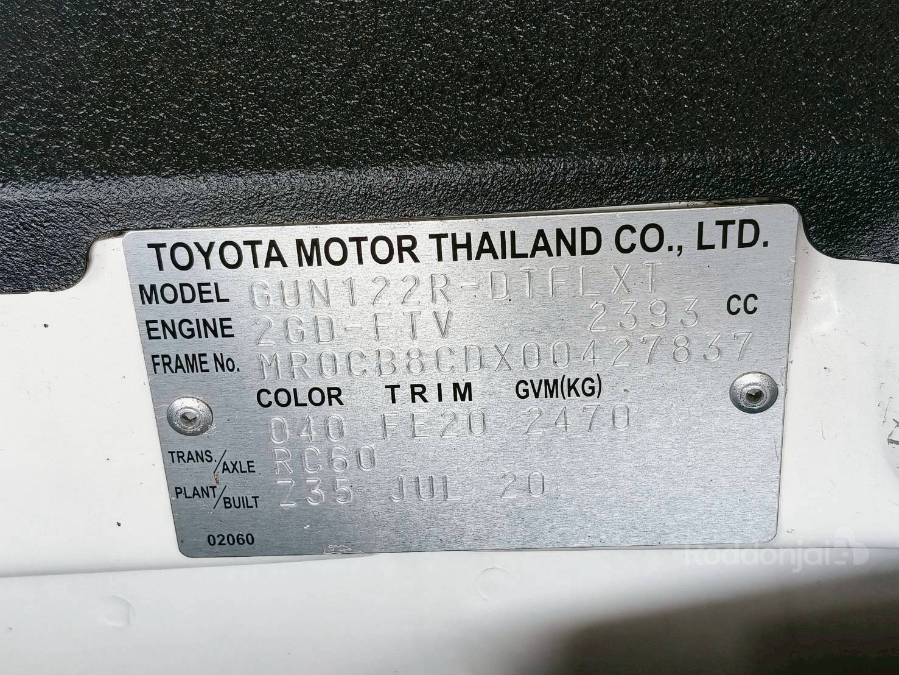 TOYOTA MOTOR THAILAND CO., LTD.
MODEL GUN122R-DTFLXT
ENGINE 2GD-FTV 2393 CC
FRAME No. MR0CB8CDX00427837
COLOR TRIM GVM(KG)
040 FE20 2470
TRANS./AXLE RC60
PLANT/BUILT Z35 JUL 20
02060
Roddonjai